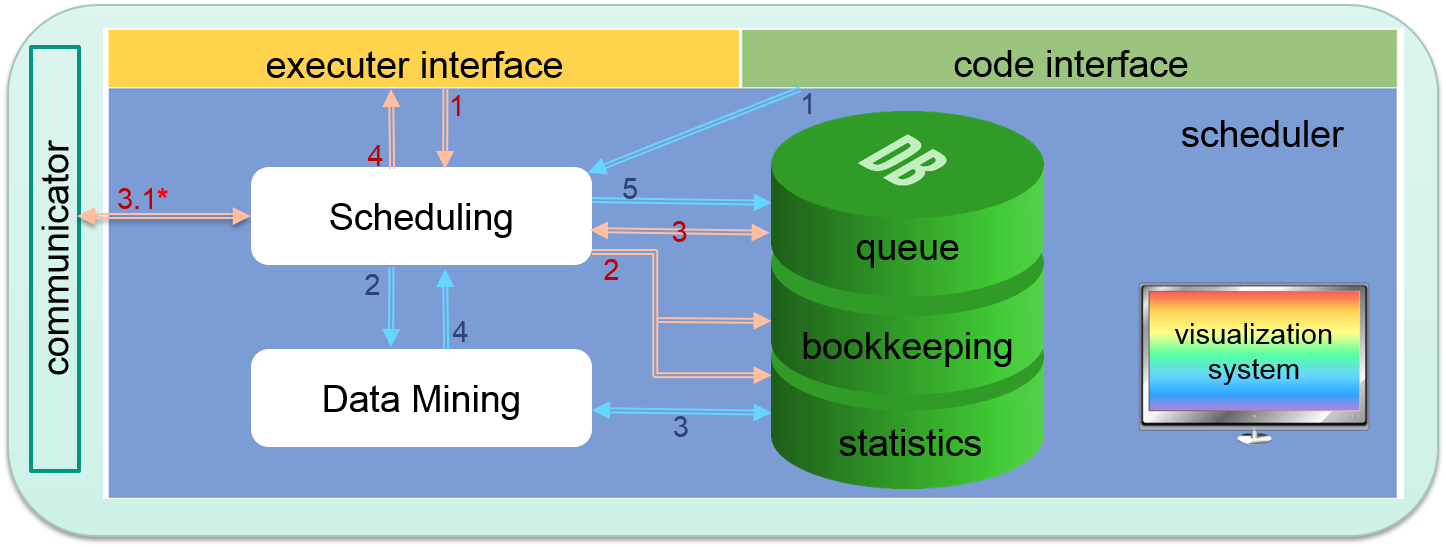 executer interface
code interface
1
1
scheduler
DB
4
communicator
3.1*
Scheduling
5
3
queue
2
2
4
visualization
system
bookkeeping
Data Mining
3
statistics